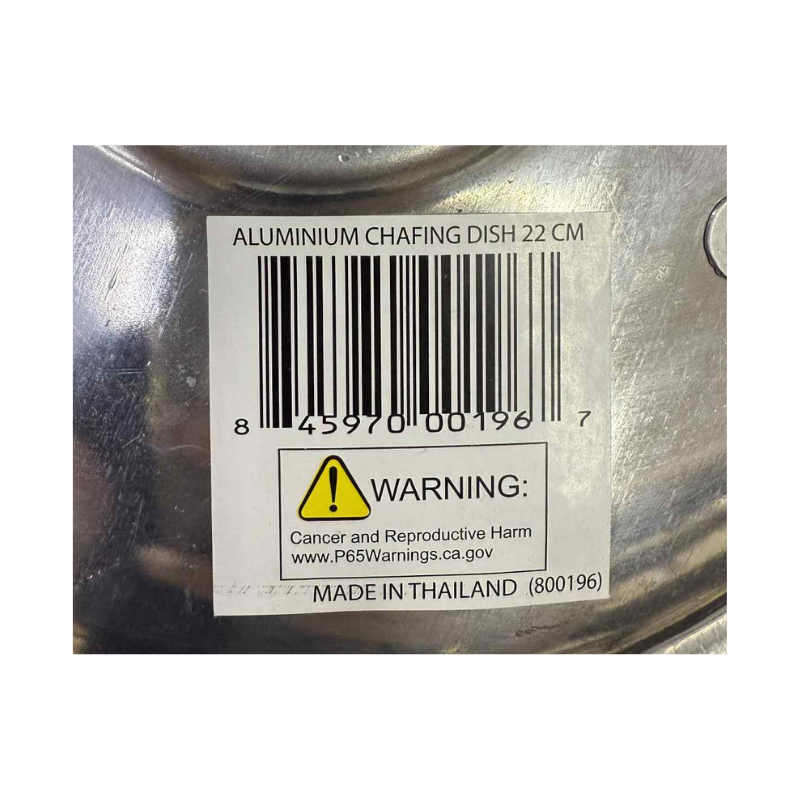 ALUMINIUM CHAFING DISH 22 CM
8 45970 00196 7
WARNING:
Cancer and Reproductive Harm
www.P65Warnings.ca.gov
MADE IN THAILAND (800196)